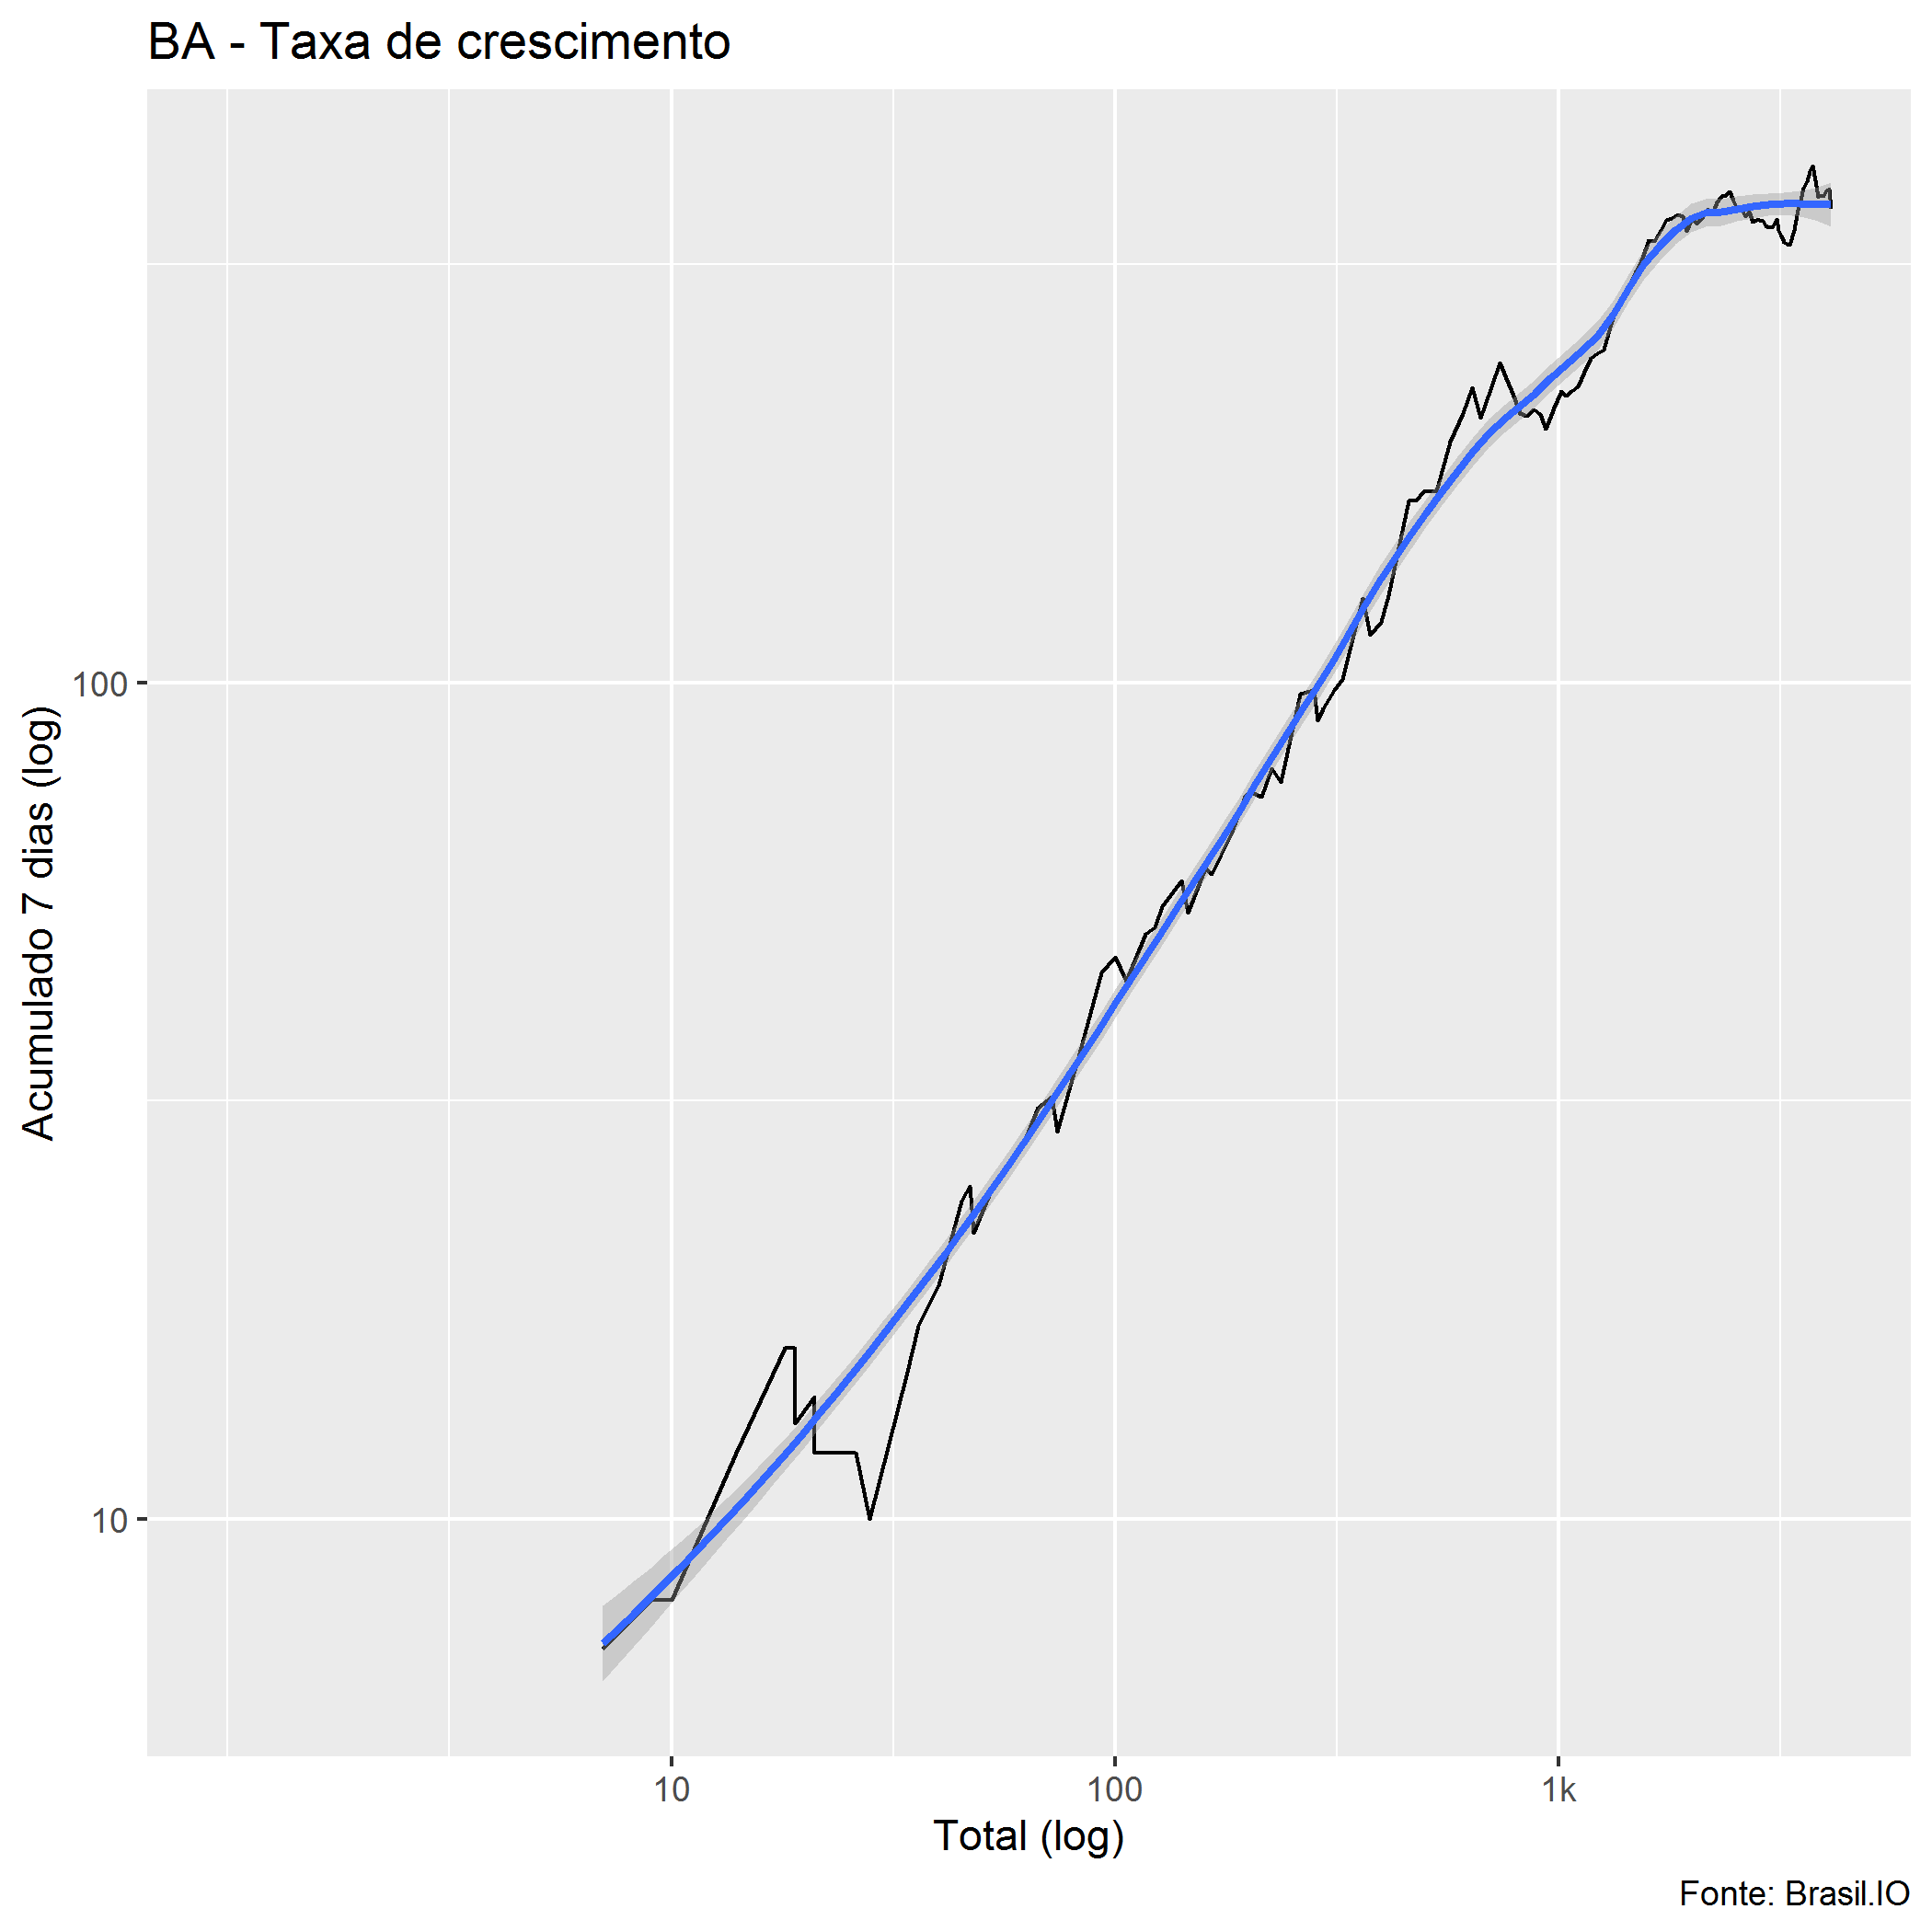 BA - Taxa de crescimento
Acumulado 7 dias (log)
100
10
10
100
1k
Total (log)
Fonte: Brasil.IO